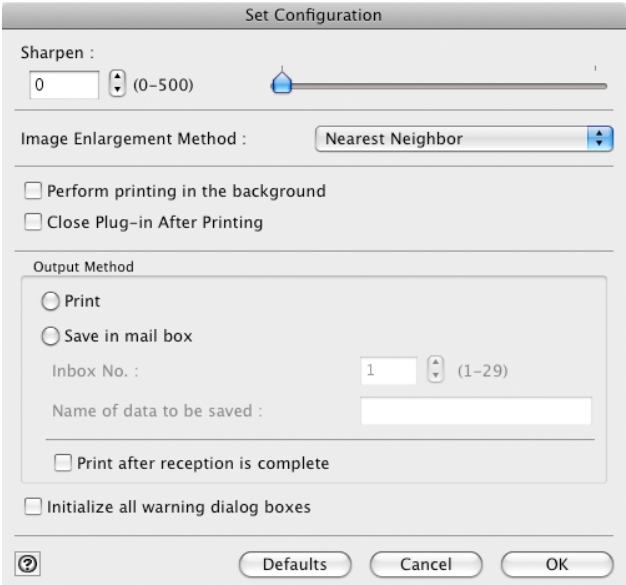 Set Configuration
Sharpen :
0 (0-500)
Image Enlargement Method : Nearest Neighbor
Perform printing in the background
Close Plug-in After Printing
Output Method
Print
Save in mail box
Inbox No. : 1 (1-29)
Name of data to be saved :
Print after reception is complete
Initialize all warning dialog boxes
? Defaults Cancel OK